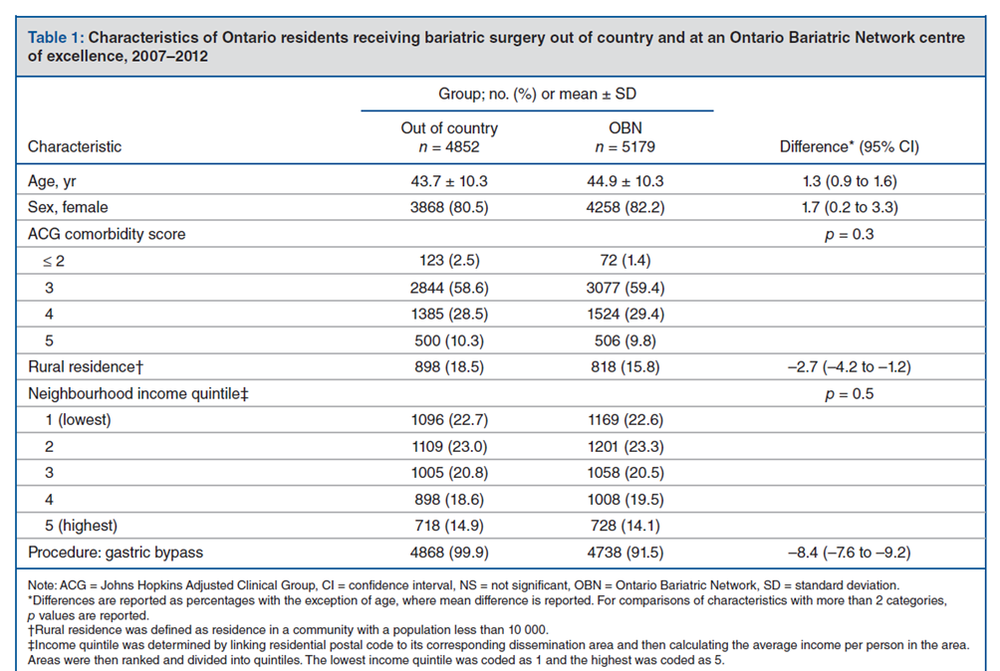 Table 1: Characteristics of Ontario residents receiving bariatric surgery out of country and at an Ontario Bariatric Network centre
of excellence, 2007–2012
Group; no. (%) or mean ± SD
Characteristic Out of country n = 4852 OBN n = 5179 Difference* (95% CI)
Age, yr 43.7 ± 10.3 44.9 ± 10.3 1.3 (0.9 to 1.6)
Sex, female 3868 (80.5) 4258 (82.2) 1.7 (0.2 to 3.3)
ACG comorbidity score p = 0.3
≤ 2 123 (2.5) 72 (1.4)
3 2844 (58.6) 3077 (59.4)
4 1385 (28.5) 1524 (29.4)
5 500 (10.3) 506 (9.8)
Rural residence† 898 (18.5) 818 (15.8) –2.7 (–4.2 to –1.2)
Neighbourhood income quintile‡ p = 0.5
1 (lowest) 1096 (22.7) 1169 (22.6)
2 1109 (23.0) 1201 (23.3)
3 1005 (20.8) 1058 (20.5)
4 898 (18.6) 1008 (19.5)
5 (highest) 718 (14.9) 728 (14.1)
Procedure: gastric bypass 4868 (99.9) 4738 (91.5) –8.4 (–7.6 to –9.2)
Note: ACG = Johns Hopkins Adjusted Clinical Group, CI = confidence interval, NS = not significant, OBN = Ontario Bariatric Network, SD = standard deviation.
*Differences are reported as percentages with the exception of age, where mean difference is reported. For comparisons of characteristics with more than 2 categories,
p values are reported.
†Rural residence was defined as residence in a community with a population less than 10 000.
‡Income quintile was determined by linking residential postal code to its corresponding dissemination area and then calculating the average income per person in the area.
Areas were then ranked and divided into quintiles. The lowest income quintile was coded as 1 and the highest was coded as 5.